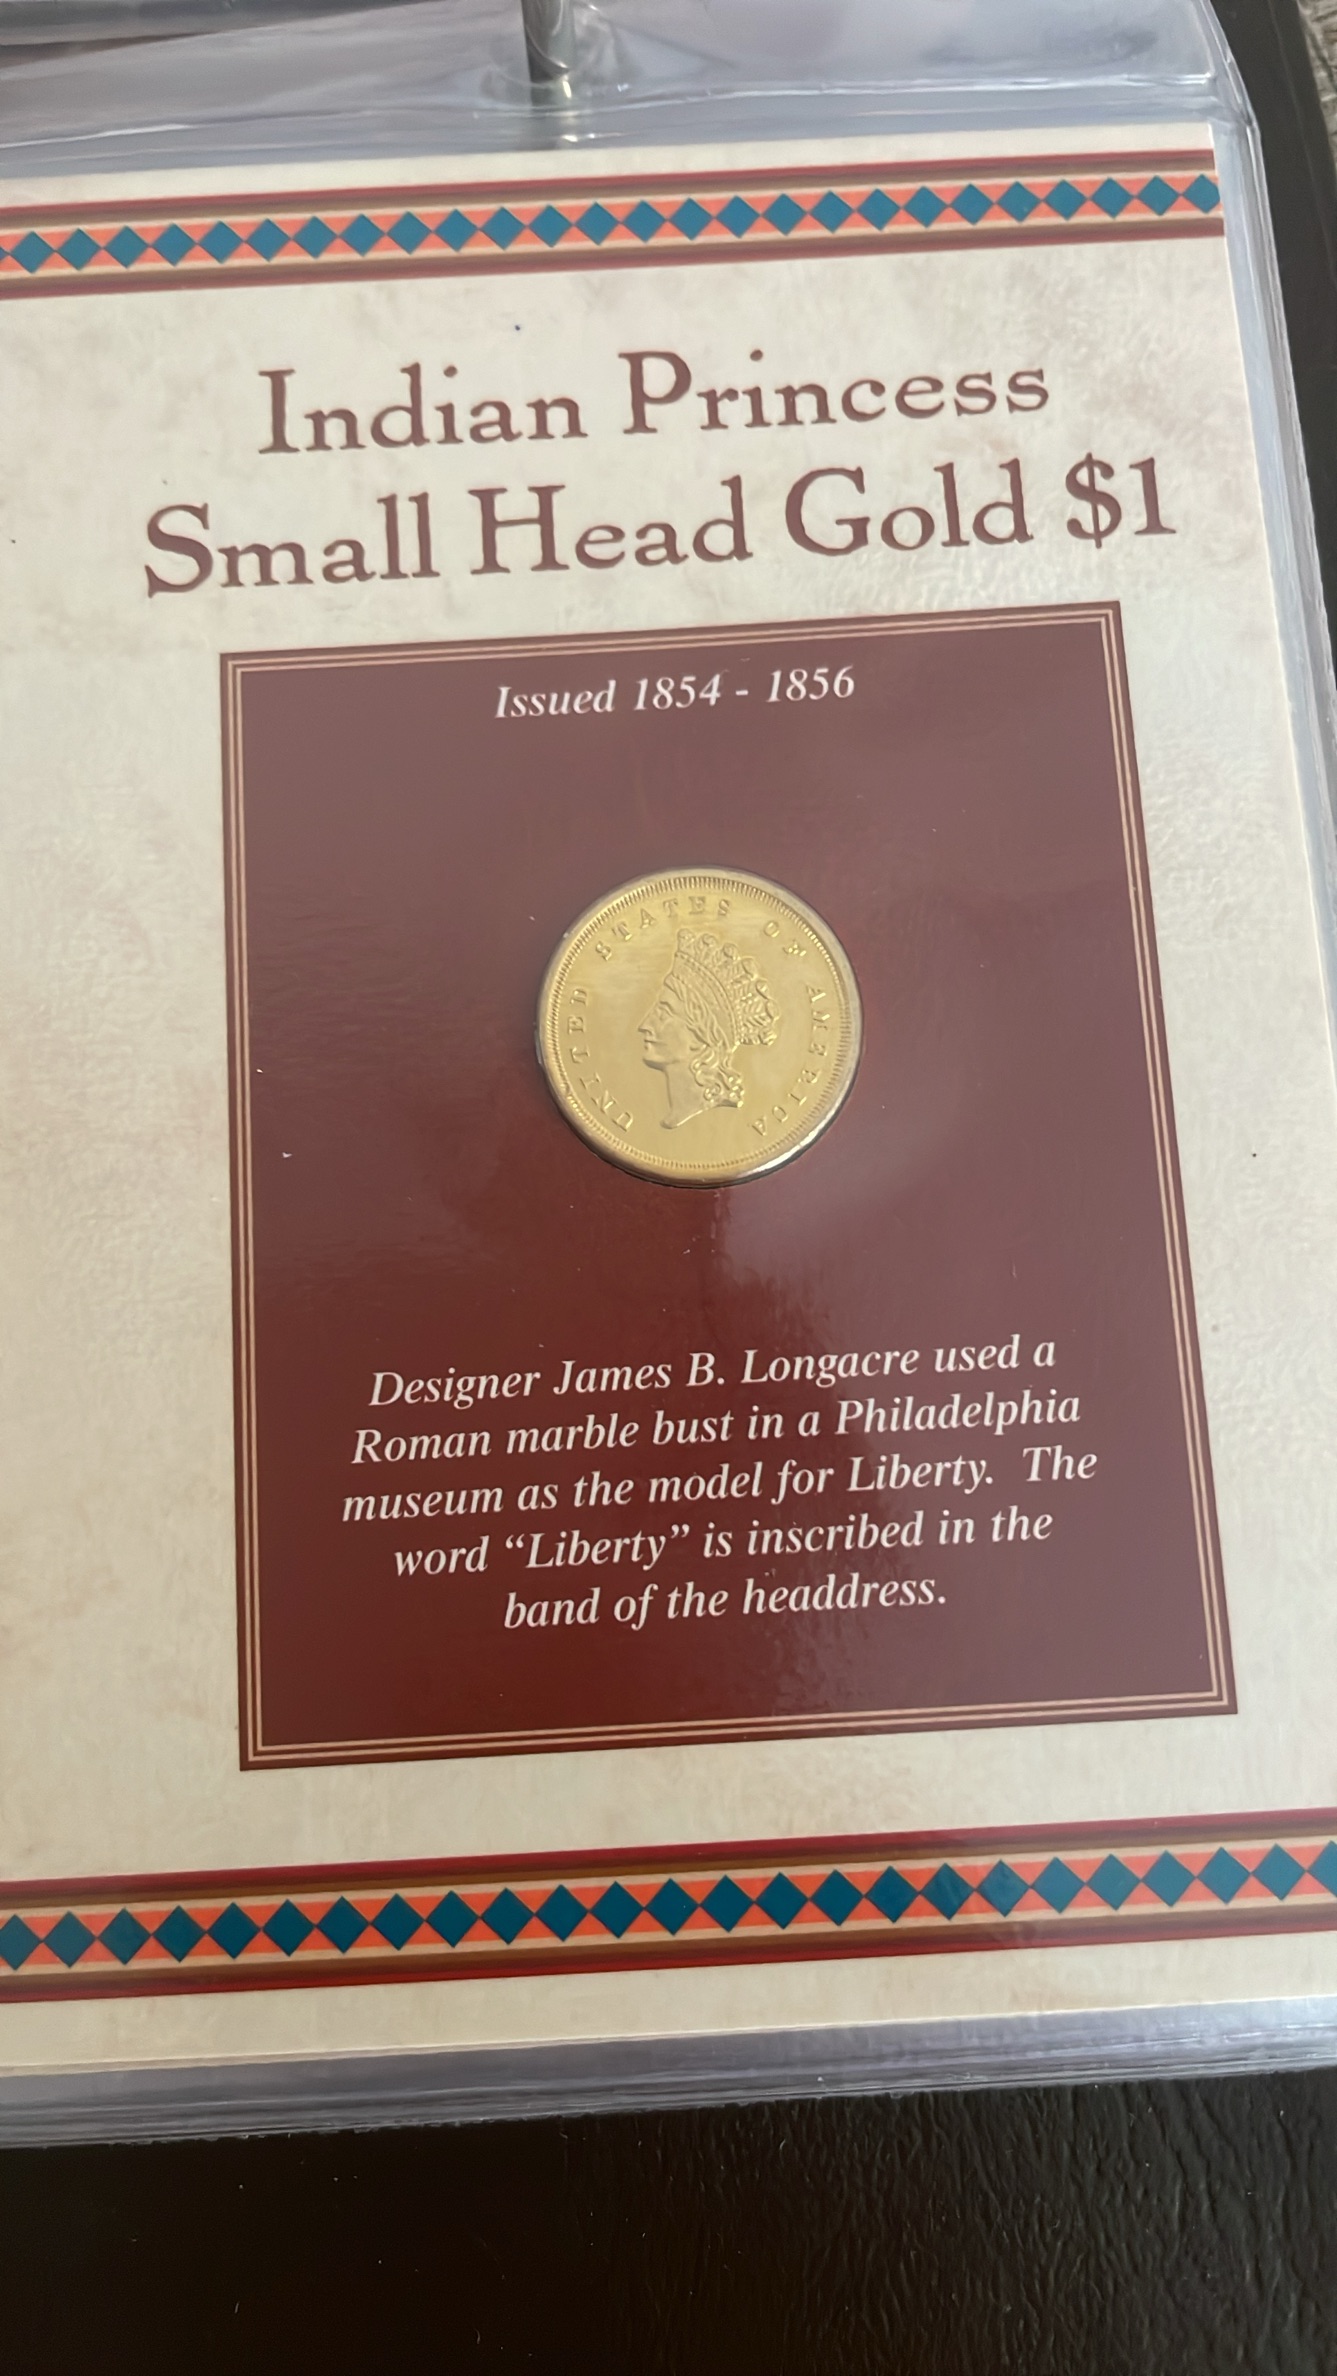 Indian Princess
Small Head Gold $1
Issued 1854 - 1856
UNITED STATES OF AMERICA
Designer James B. Longacre used a
Roman marble bust in a Philadelphia
museum as the model for Liberty. The
word “Liberty” is inscribed in the
band of the headdress.